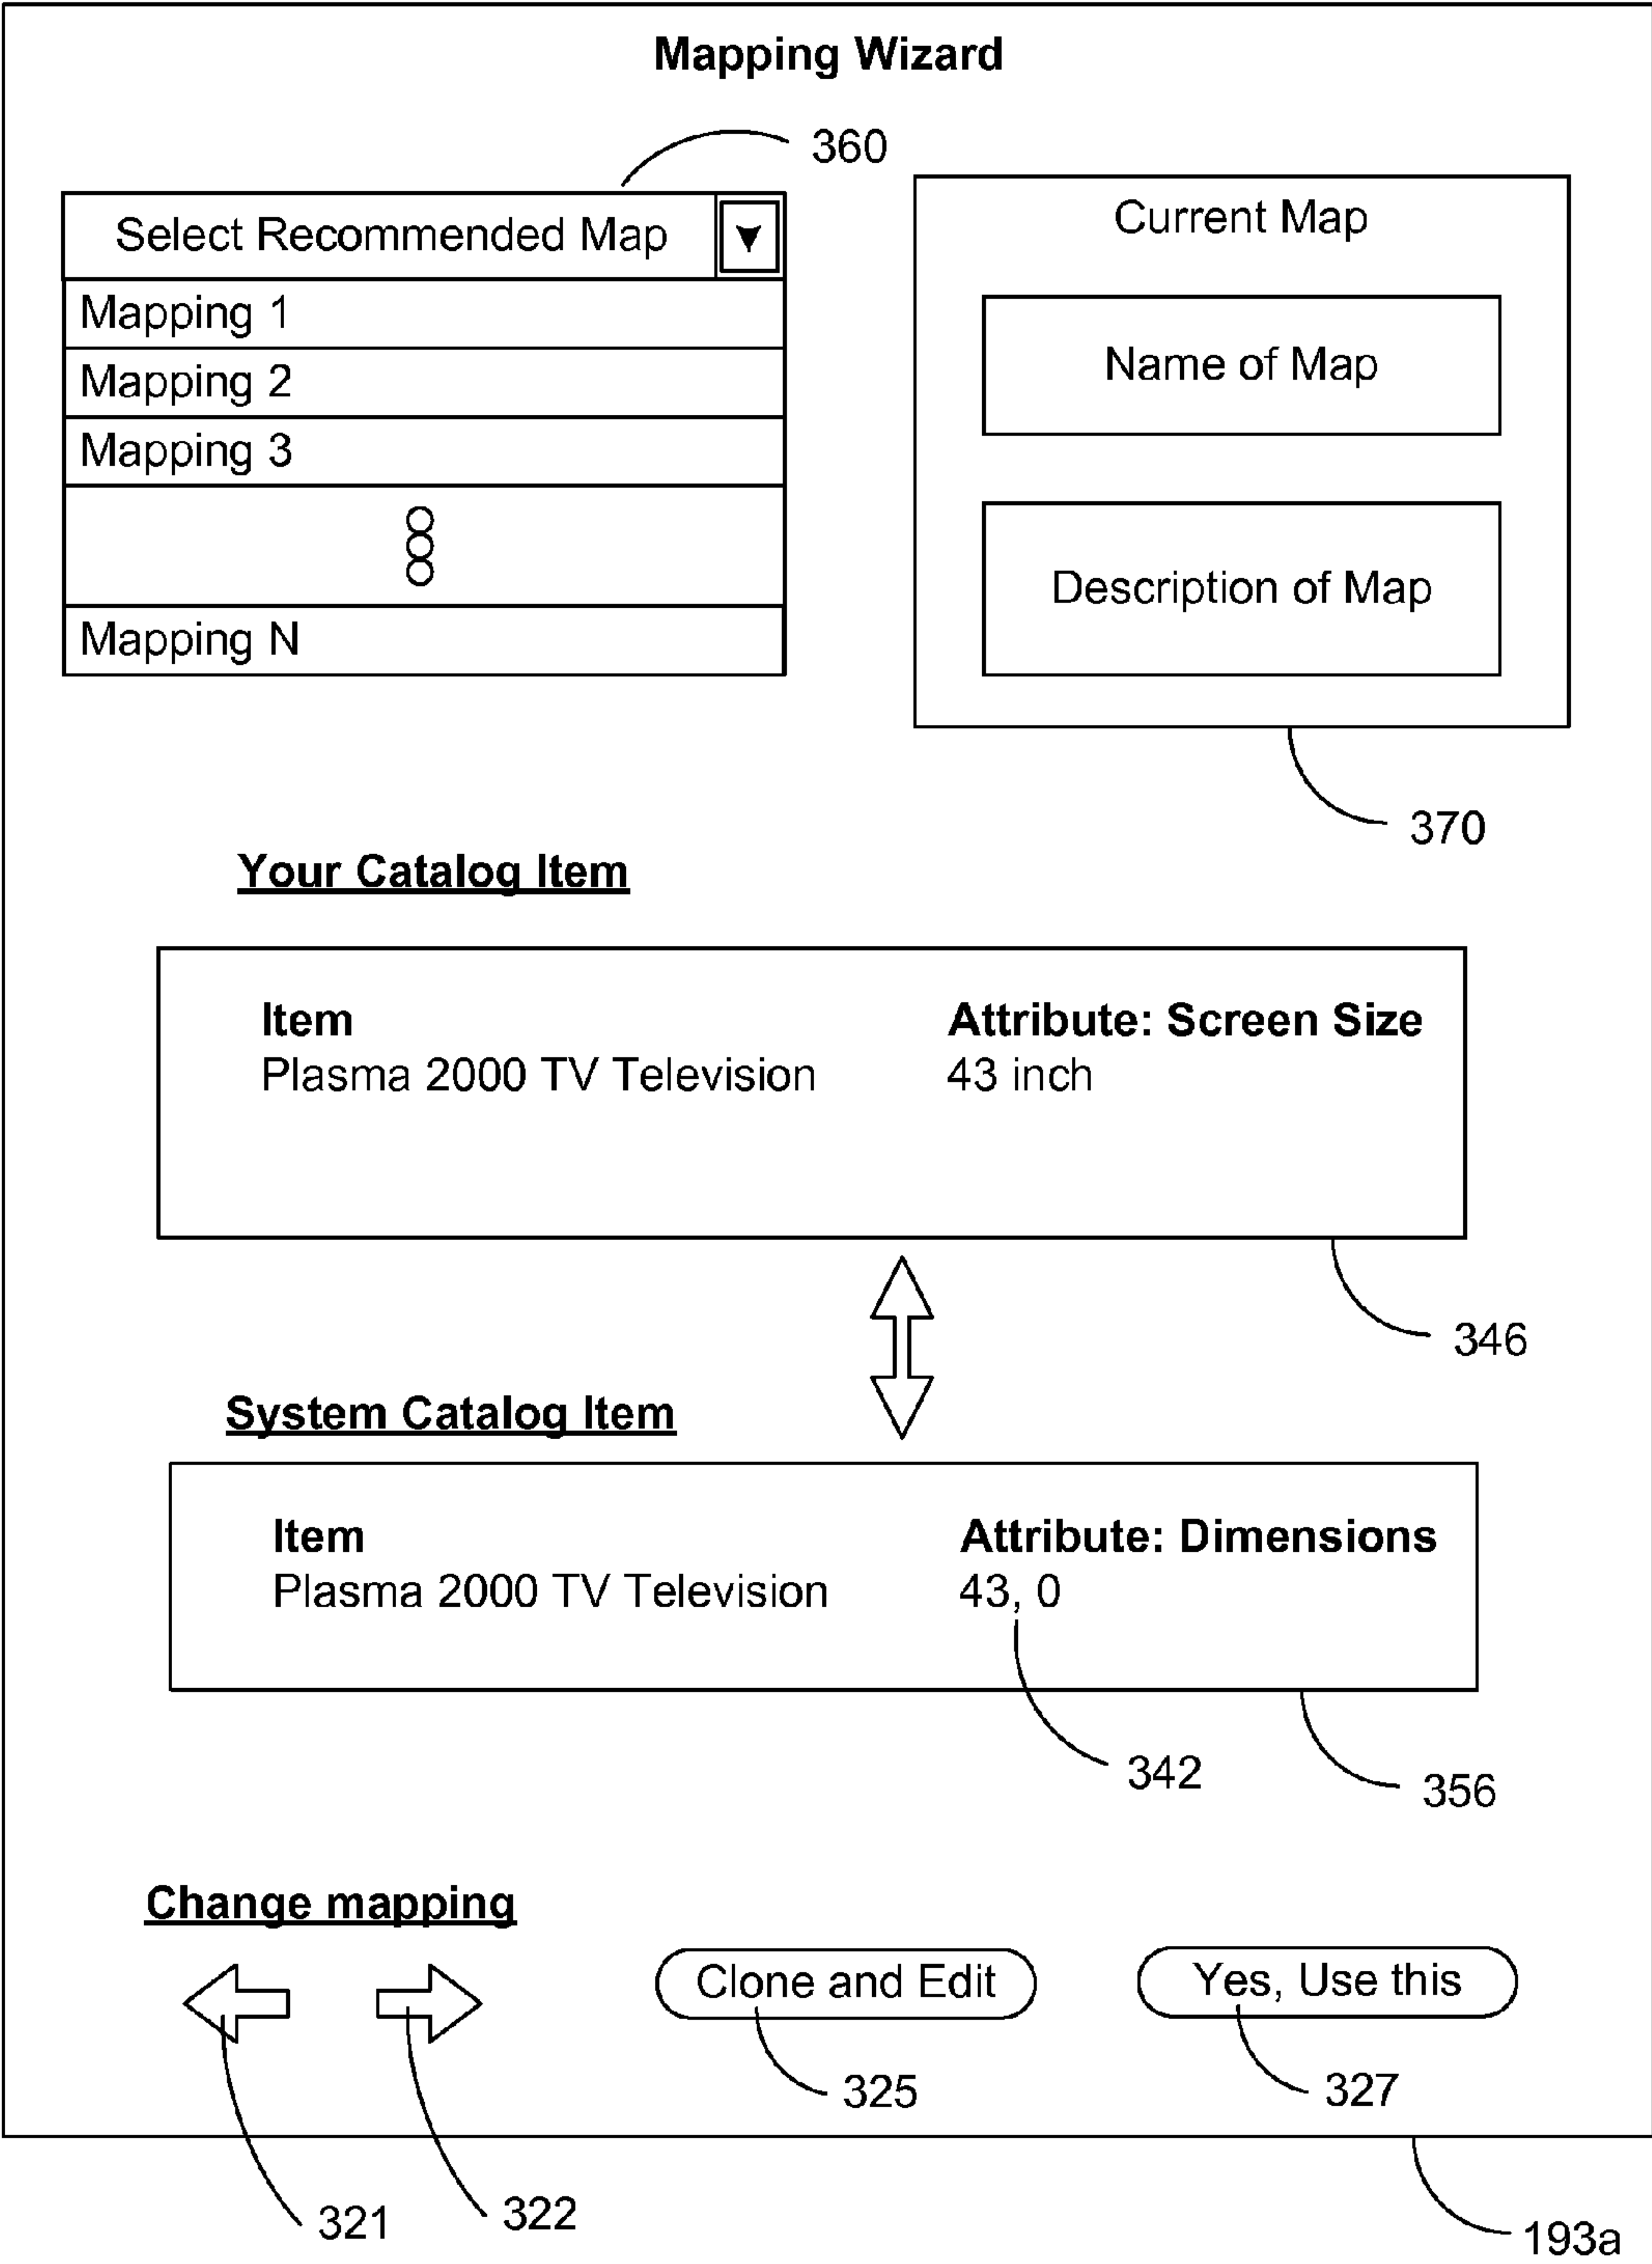 Mapping Wizard
360
Select Recommended Map
Mapping 1
Mapping 2
Mapping 3
Mapping N
Current Map
Name of Map
Description of Map
370
Your Catalog Item
Item
Attribute: Screen Size
Plasma 2000 TV Television
43 inch
346
System Catalog Item
Item
Attribute: Dimensions
Plasma 2000 TV Television
43, 0
342
356
Change mapping
Clone and Edit
Yes, Use this
325
327
321
322
193a